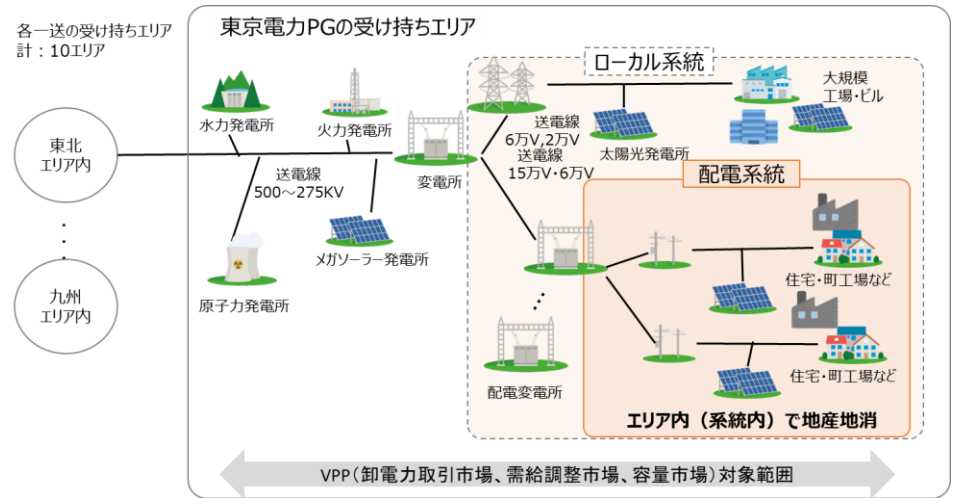 各一送の受け持ちエリア
計：10エリア
東京電力PGの受け持ちエリア
ローカル系統
水力発電所
火力発電所
大規模
工場・ビル
東北
エリア内
送電線
500～275KV
変電所
送電線
6万V,2万V
送電線
15万V・6万V
太陽光発電所
配電系統
メガソーラー発電所
原子力発電所
九州
エリア内
住宅・町工場など
配電変電所
住宅・町工場など
エリア内（系統内）で地産地消
VPP（卸電力取引市場、需給調整市場、容量市場）対象範囲